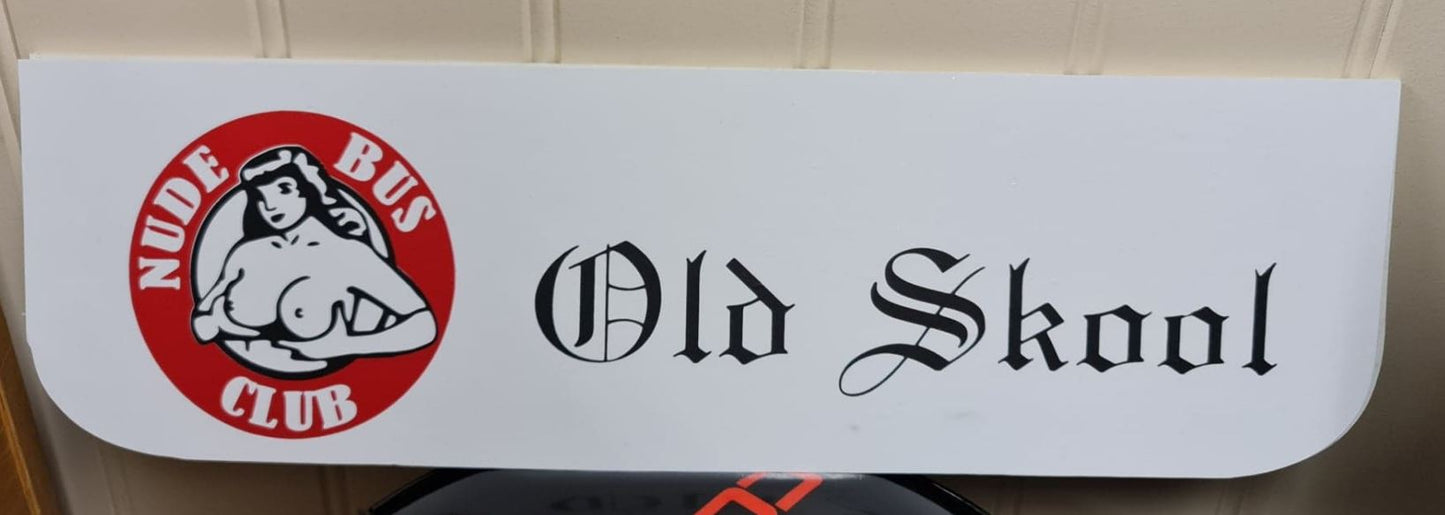 NUDE BUS
CLUB
Old Skool